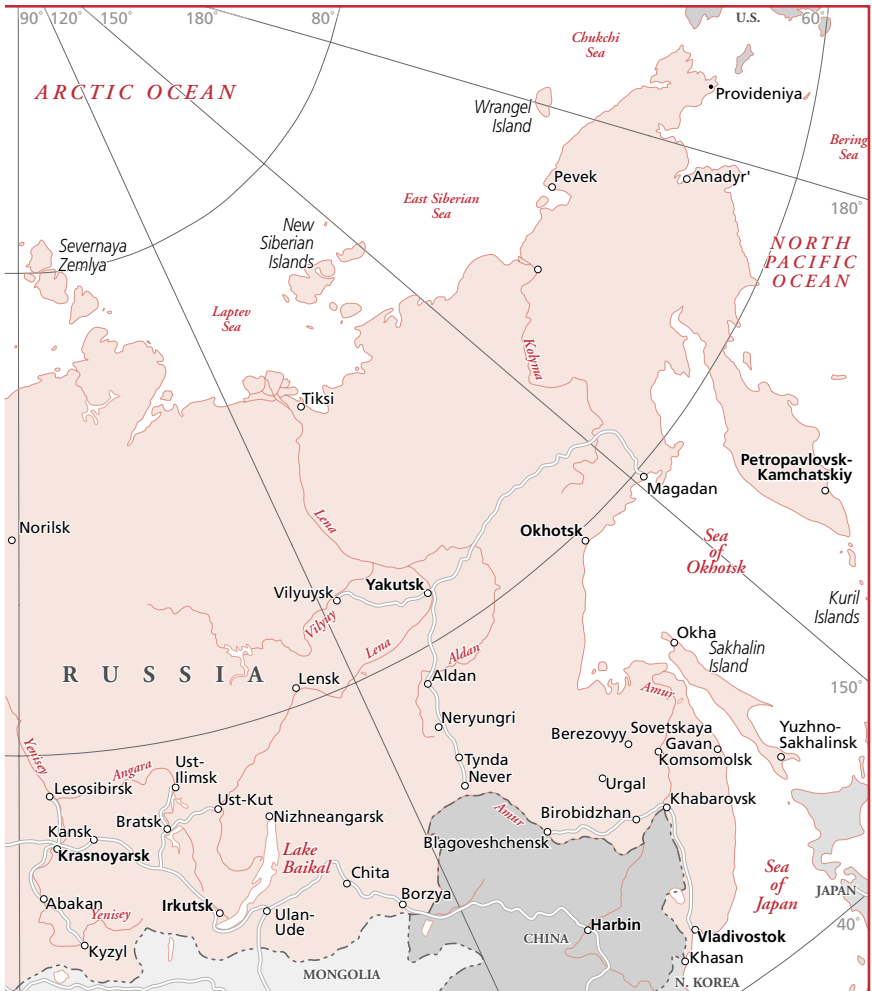 90° 120° 150° 180° 80° U.S. 60°
Chukchi
Sea
ARCTIC OCEAN
Provideniya
Wrangel
Island
Bering
Sea
Pevek
Anadyr'
East Siberian
Sea
180°
New
Siberian
Islands
Severnaya
Zemlya
NORTH
PACIFIC
OCEAN
Laptev
Sea
Kolyma
Tiksi
Petropavlovsk-
Kamchatskiy
Magadan
Lena
Norilsk
Okhotsk
Sea
of
Okhotsk
Yakutsk
Vilyuysk
Kuril
Islands
Vilyuy
Okha
Lena
Aldan
Sakhalin
Island
RUSSIA
Lensk
Aldan
150°
Amur
Neryungri
Yenisey
Berezovyy
Sovetskaya
Gavan
Yuzhno-
Sakhalinsk
Ust-
Ilimsk
Angara
Tynda
Komsomolsk
Lesosibirsk
Never
Urgal
Ust-Kut
Khabarovsk
Bratsk
Nizhneangarsk
Amur
Birobidzhan
Kansk
Blagoveshchensk
Krasnoyarsk
Lake
Baikal
Chita
Sea
of
Japan
JAPAN
Abakan
Yenisey
Irkutsk
Borzya
Ulan-
Ude
Harbin
40°
CHINA
Vladivostok
Kyzyl
Khasan
MONGOLIA
N. KOREA